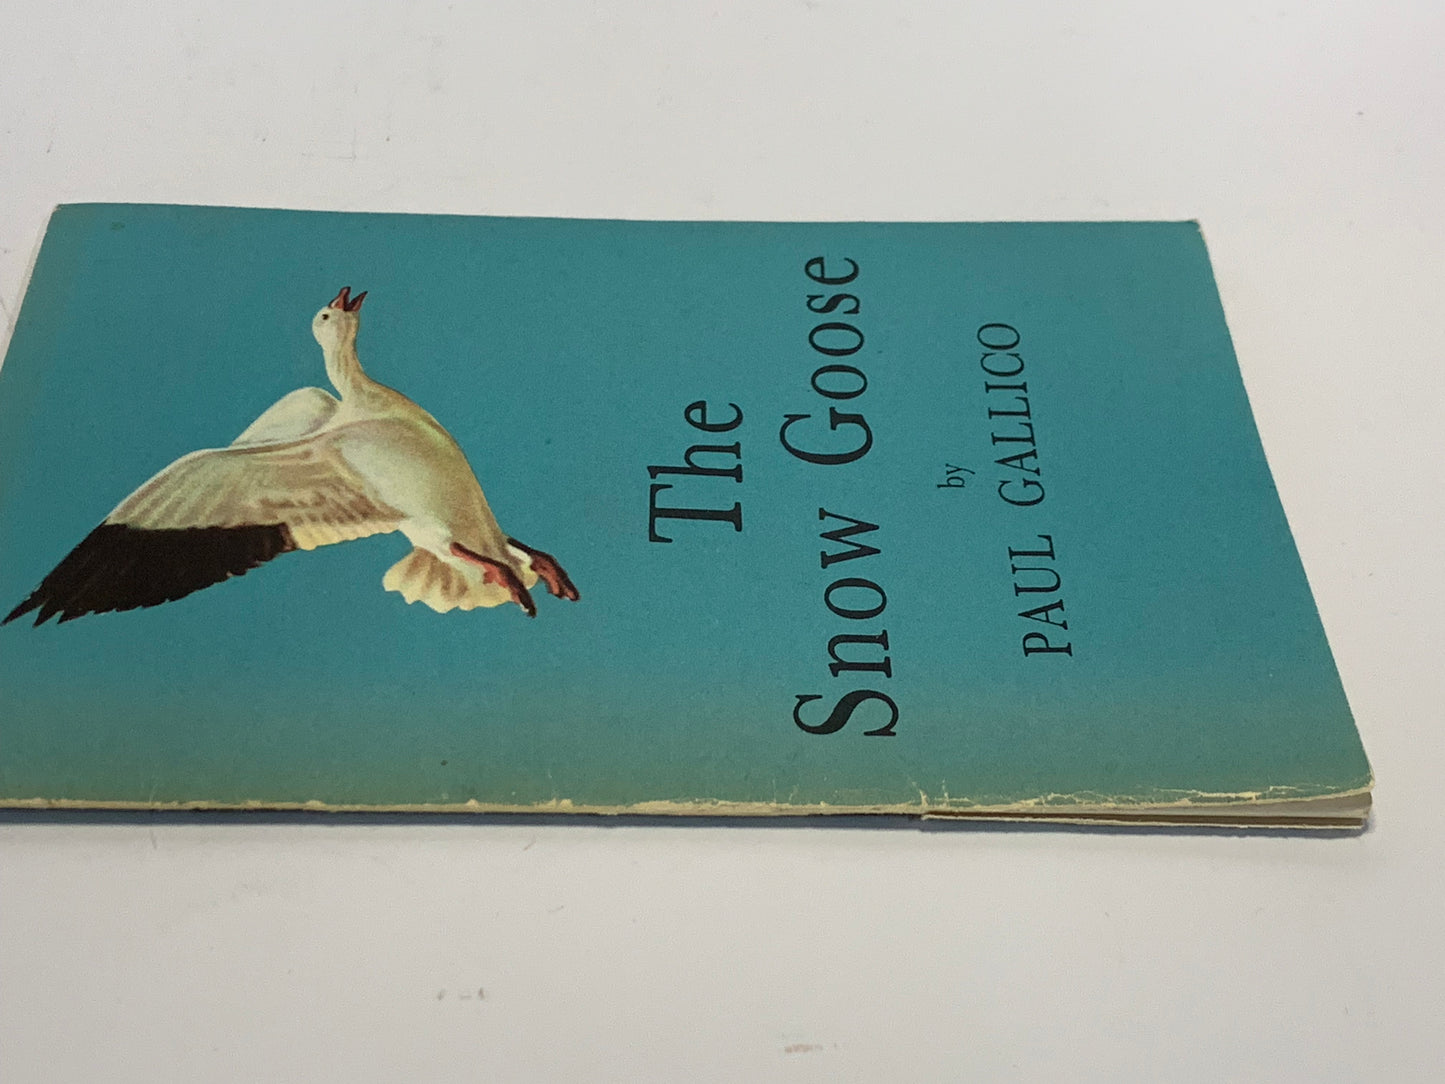 The
Snow Goose
by
PAUL GALLICO